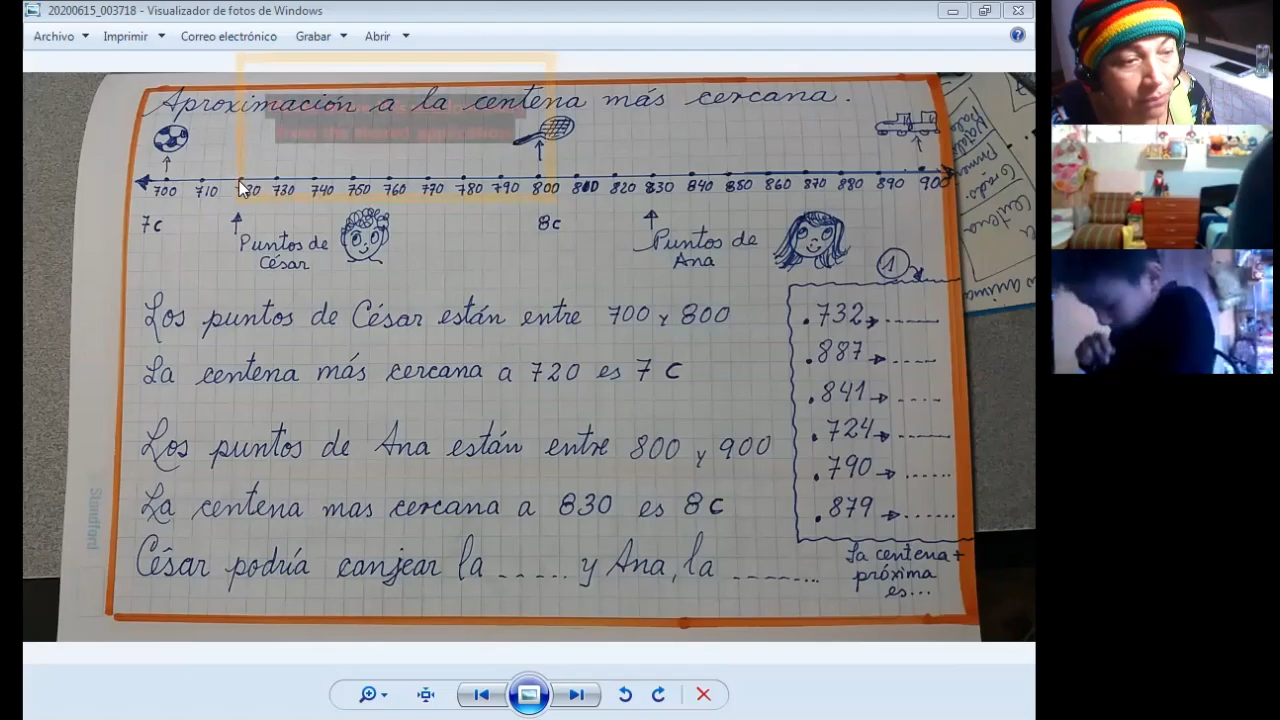 20200615_003718 - Visualizador de fotos de Windows
Archivo Imprimir Correo electrónico Grabar Abrir
Aproximación a la centena más cercana.
700 710 720 730 740 750 760 770 780 790 800 810 820 830 840 850 860 870 880 890 900
7c 8c
Puntos de
César
Puntos de
Ana
1
Los puntos de César están entre 700 y 800
La centena más cercana a 720 es 7 C
Los puntos de Ana están entre 800 y 900
La centena mas cercana a 830 es 8c
César podría canjear la ----- y Ana, la -------
.732→ ------
.887→ -----
.841→ ----
.724→ ------
.790→ ......
.879→ ......
La centena +
próxima
es...
Standford